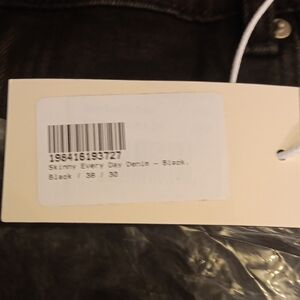 198416193727
Skinny Every Day Denim - Black,
Black / 38 / 30